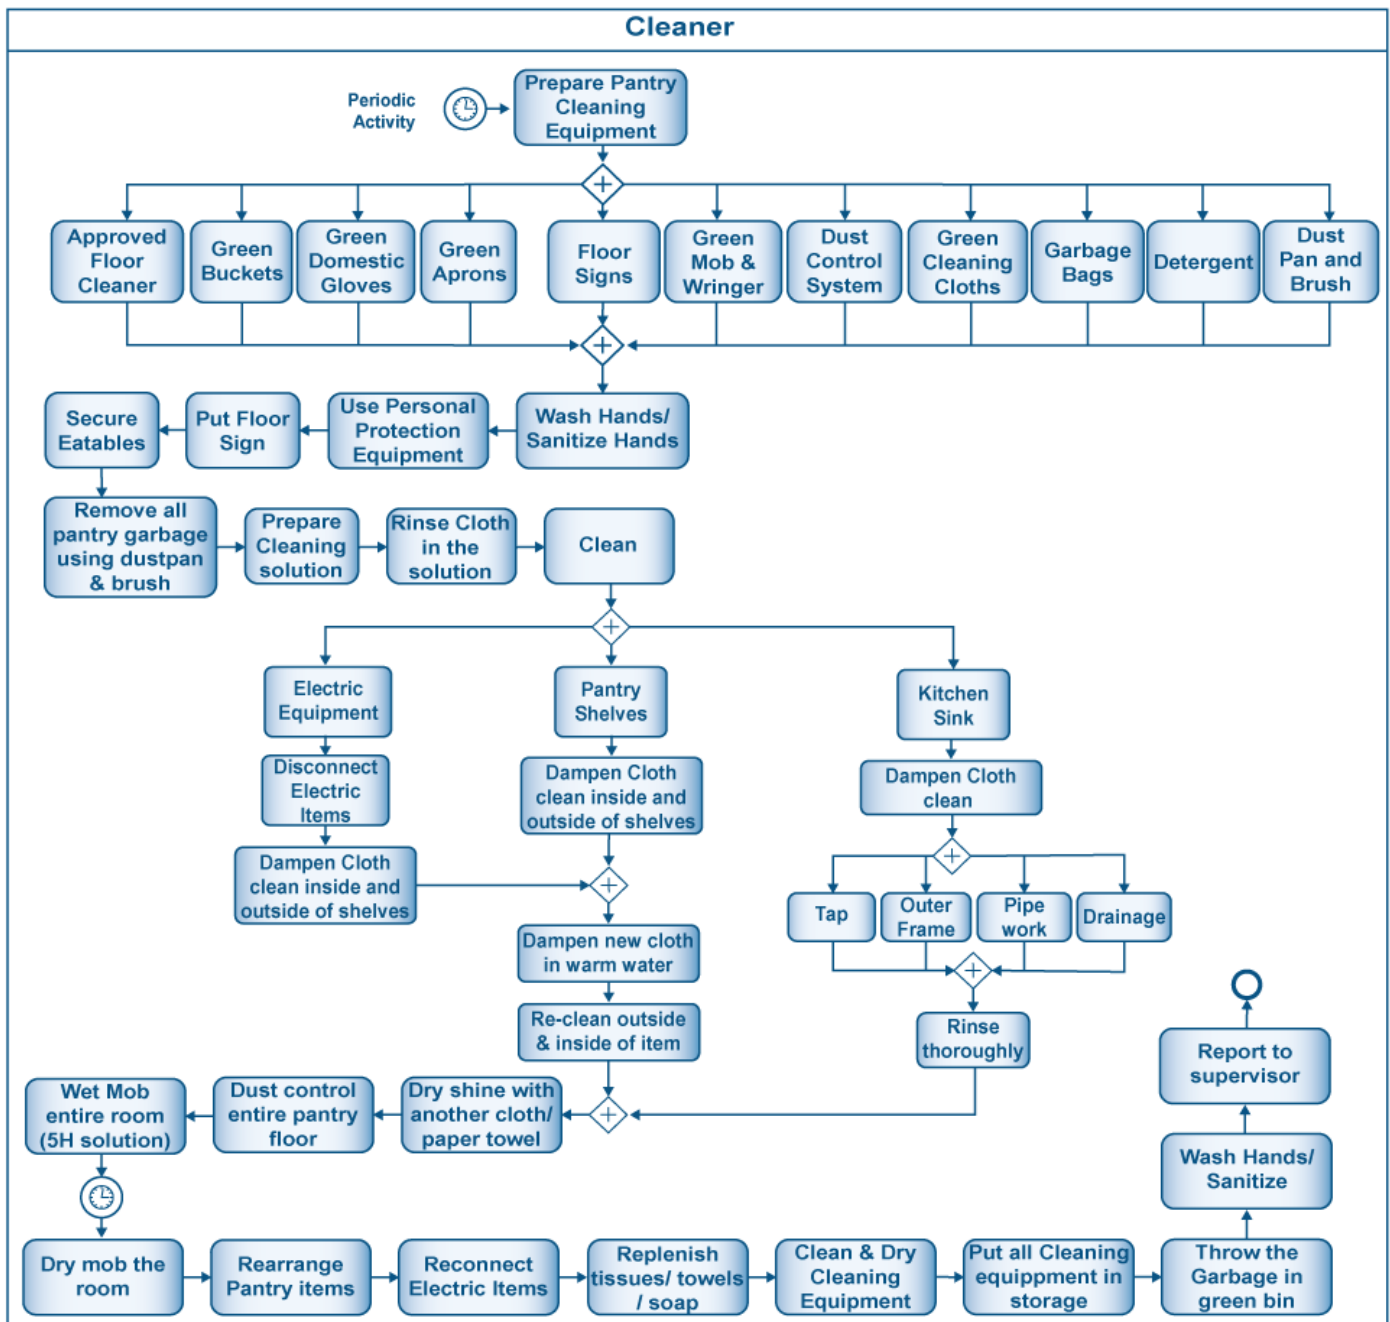 Cleaner
Periodic
Activity
Prepare Pantry
Cleaning
Equipment
Approved
Floor
Cleaner
Green
Buckets
Green
Domestic
Gloves
Green
Aprons
Floor
Signs
Green
Mob &
Wringer
Dust
Control
System
Green
Cleaning
Cloths
Garbage
Bags
Detergent
Dust
Pan and
Brush
Wash Hands/
Sanitize Hands
Use Personal
Protection
Equipment
Put Floor
Sign
Secure
Eatables
Remove all
pantry garbage
using dustpan
& brush
Prepare
Cleaning
solution
Rinse Cloth
in the
solution
Clean
Electric
Equipment
Pantry
Shelves
Kitchen
Sink
Disconnect
Electric
Items
Dampen Cloth
clean inside and
outside of shelves
Dampen Cloth
clean
Dampen Cloth
clean inside and
outside of shelves
Tap
Outer
Frame
Pipe
work
Drainage
Dampen new cloth
in warm water
Re-clean outside
& inside of item
Rinse
thoroughly
Dry shine with
another cloth/
paper towel
Dust control
entire pantry
floor
Wet Mob
entire room
(5H solution)
Dry mob the
room
Rearrange
Pantry items
Reconnect
Electric Items
Replenish
tissues/ towels
/ soap
Clean & Dry
Cleaning
Equipment
Put all Cleaning
equippment in
storage
Throw the
Garbage in
green bin
Wash Hands/
Sanitize
Report to
supervisor